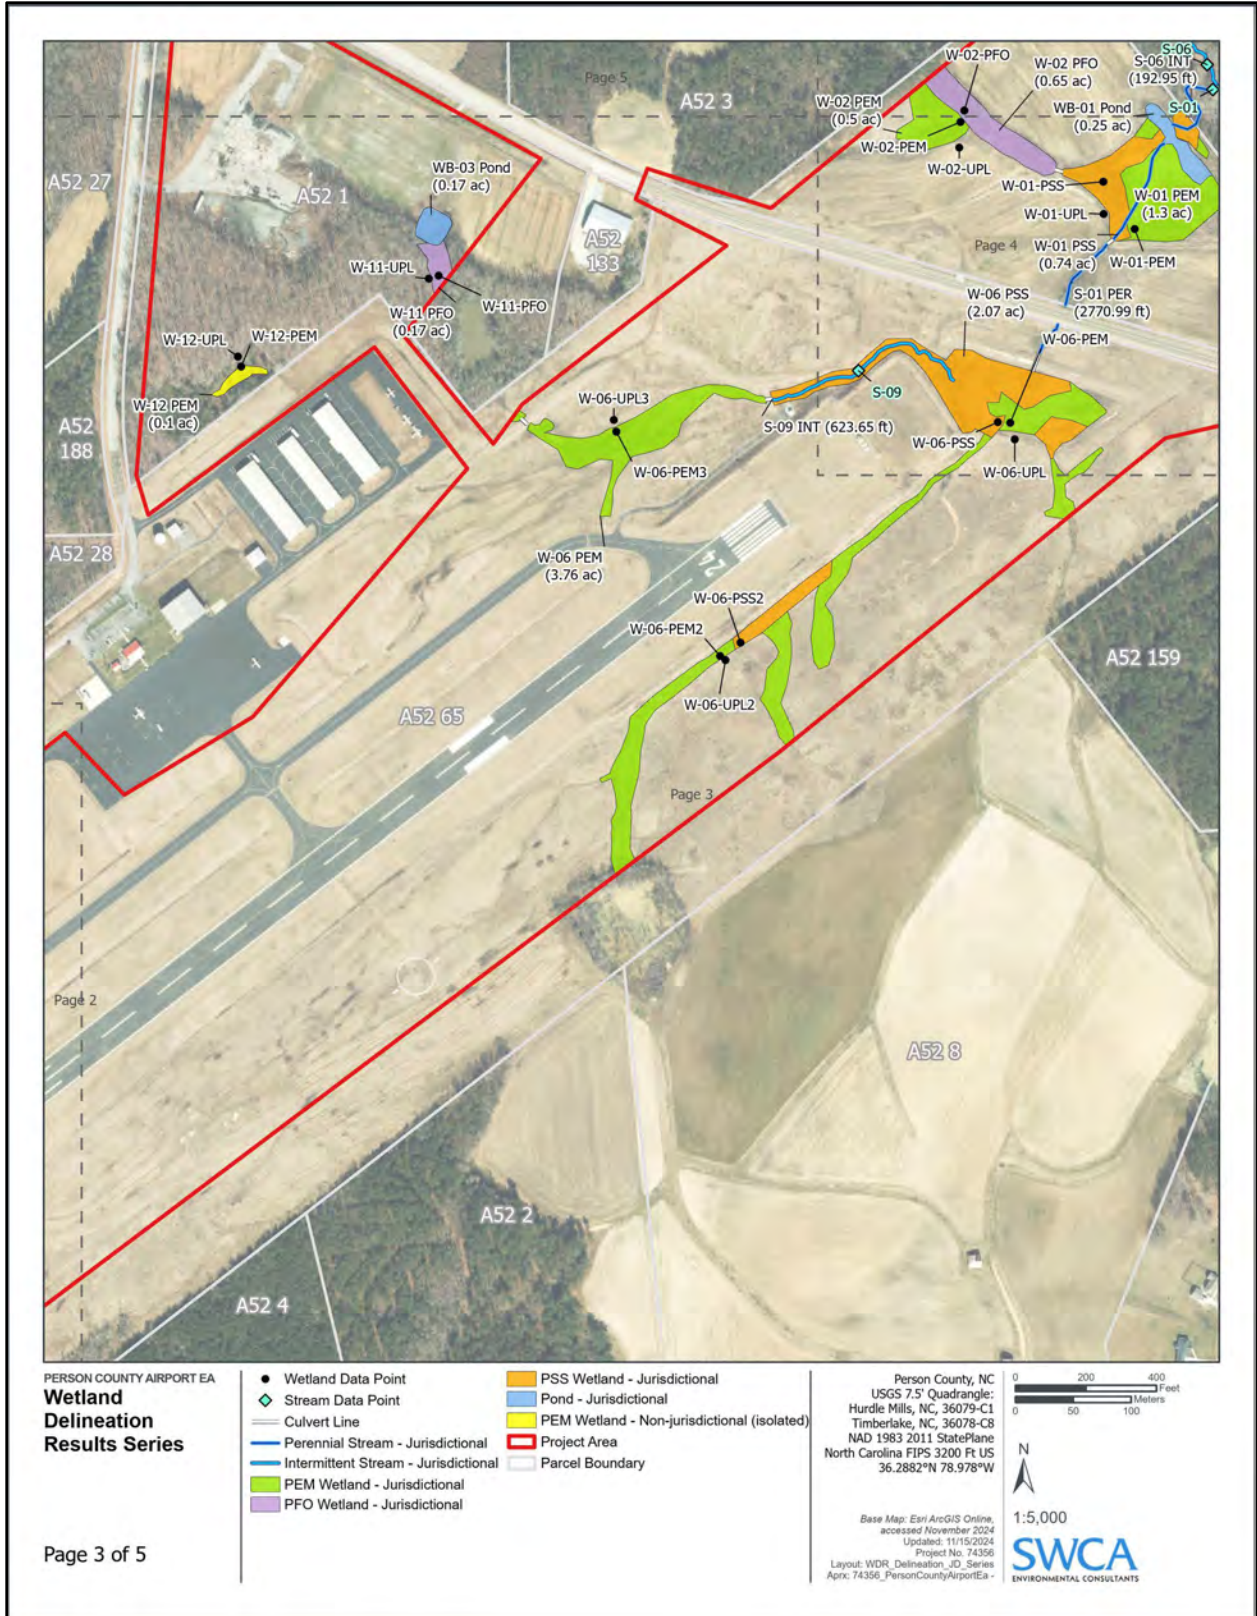 S-06
Page 5
W-02-PFO
W-02 PFO
(0.65 ac)
S-06 INT
(192.95 ft)
A52 3
W-02 PEM
(0.5 ac)
WB-01 Pond
(0.25 ac)
S-01
W-02-PEM
W-02-UPL
A52 27
WB-03 Pond
(0.17 ac)
A52 1
W-01-PSS
W-01 PEM
(1.3 ac)
W-01-UPL
A52
133
Page 4
W-01 PSS
(0.74 ac)
W-01-PEM
W-11-UPL
W-11-PFO
W-11 PFO
(0.17 ac)
W-06 PSS
(2.07 ac)
S-01 PER
(2770.99 ft)
W-12-UPL
W-12-PEM
W-06-PEM
W-12 PEM
(0.1 ac)
S-09
W-06-UPL3
S-09 INT (623.65 ft)
A52
188
W-06-PSS
W-06-PEM3
W-06-UPL
A52 28
W-06 PEM
(3.76 ac)
24
W-06-PSS2
W-06-PEM2
A52 159
W-06-UPL2
A52 65
Page 3
Page 2
A52 8
A52 2
A52 4
PERSON COUNTY AIRPORT EA
Wetland
Delineation
Results Series
Page 3 of 5
Wetland Data Point
Stream Data Point
Culvert Line
Perennial Stream - Jurisdictional
Intermittent Stream - Jurisdictional
PEM Wetland - Jurisdictional
PFO Wetland - Jurisdictional
PSS Wetland - Jurisdictional
Pond - Jurisdictional
PEM Wetland - Non-jurisdictional (isolated)
Project Area
Parcel Boundary
Person County, NC
USGS 7.5' Quadrangle:
Hurdle Mills, NC, 36079-C1
Timberlake, NC, 36078-C8
NAD 1983 2011 StatePlane
North Carolina FIPS 3200 Ft US
36.2882°N 78.978°W
Base Map: Esri ArcGIS Online,
accessed November 2024
Updated: 11/15/2024
Project No. 74356
Layout: WDR_Delineation_JD_Series
Aprx: 74356_PersonCountyAirportEa -
0 200 400
Feet
Meters
0 50 100
N
1:5,000
SWCA
ENVIRONMENTAL CONSULTANTS